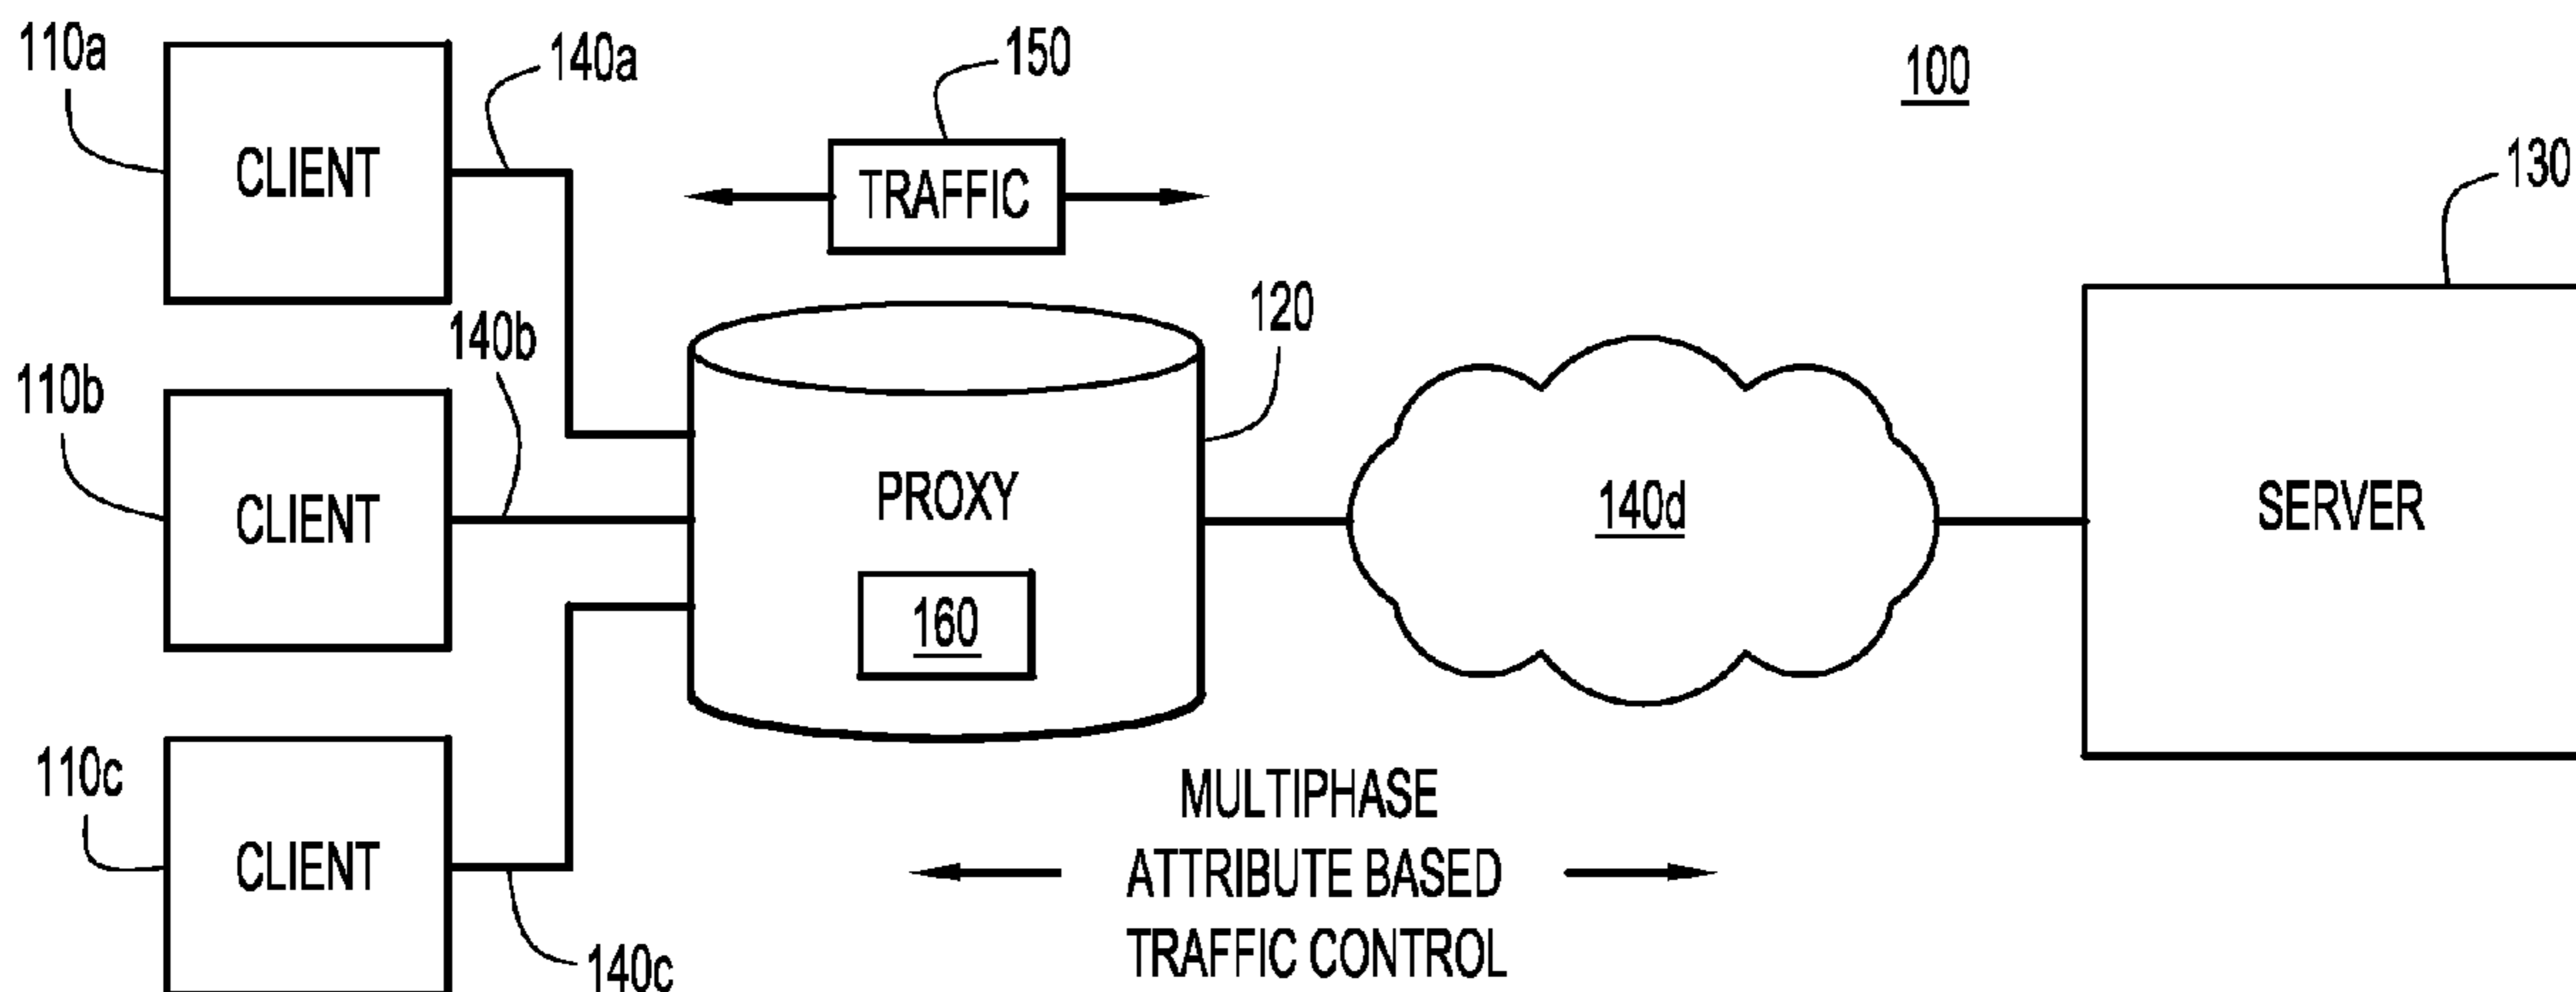 110a
140a
150
100
CLIENT
TRAFFIC
130
110b
140b
120
CLIENT
PROXY
140d
SERVER
160
110c
CLIENT
140c
MULTIPHASE
ATTRIBUTE BASED
TRAFFIC CONTROL